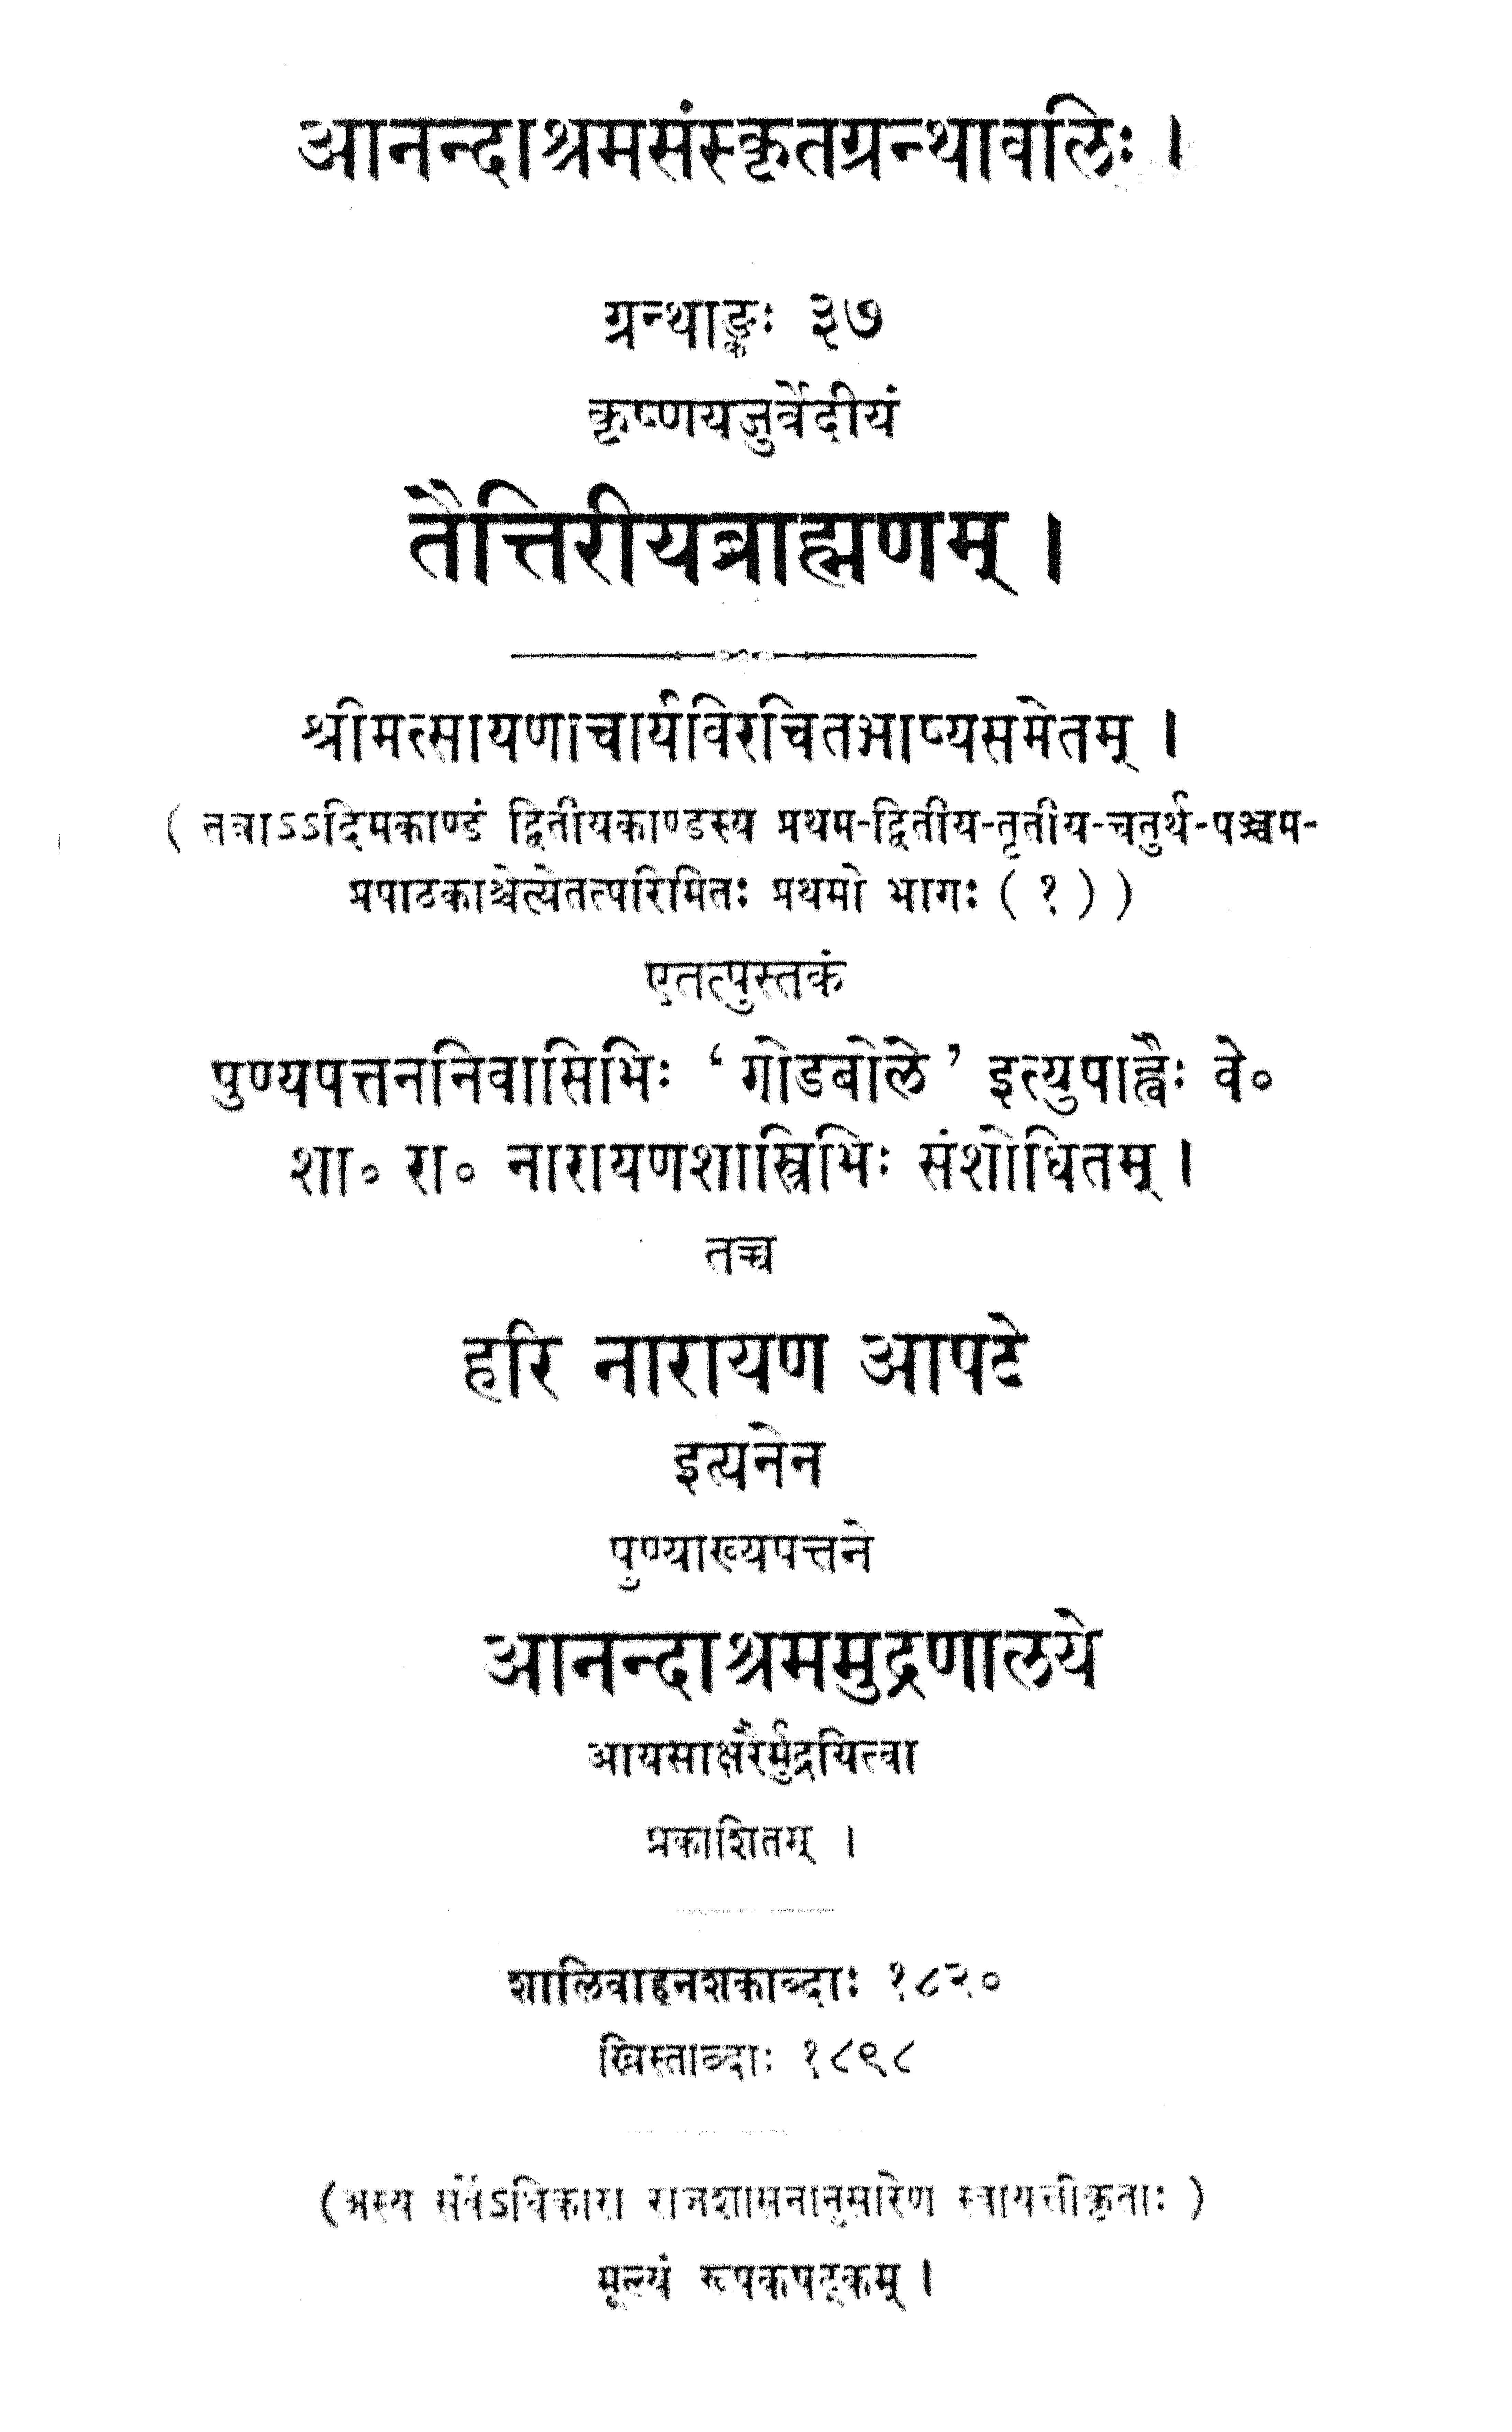 आनन्दाश्रमसंस्कृतग्रन्थावलिः ।
ग्रन्थाङ्कः ३७
कृष्णयजुर्वेदीयं
तैत्तिरीयब्राह्मणम् ।
श्रीमत्सायणाचार्यविरचितभाष्यसमेतम् ।
( तत्राऽऽदिमकाण्डं द्वितीयकाण्डस्य प्रथम-द्वितीय-तृतीय-चतुर्थ-पञ्चम-
प्रपाठकाश्चेत्येतत्परिमितः प्रथमो भागः ( १ ) )
एतत्पुस्तकं
पुण्यपत्तननिवासिभिः ‘ गोडबोले ’ इत्युपाह्वैः वे०
शा० रा० नारायणशास्त्रिभिः संशोधितम् ।
तच्च
हरि नारायण आपटे
इत्यनेन
पुण्याख्यपत्तने
आनन्दाश्रममुद्रणालये
आयसाक्षरैर्मुद्रयित्वा
प्रकाशितम् ।
शालिवाहनशकाब्दाः १८२०
ख्रिस्ताब्दाः १८९८
(अस्य सर्वेऽधिकारा राजशासनानुसारेण स्वायत्तीकृताः )
मूल्यं रूपकषट्कम् ।